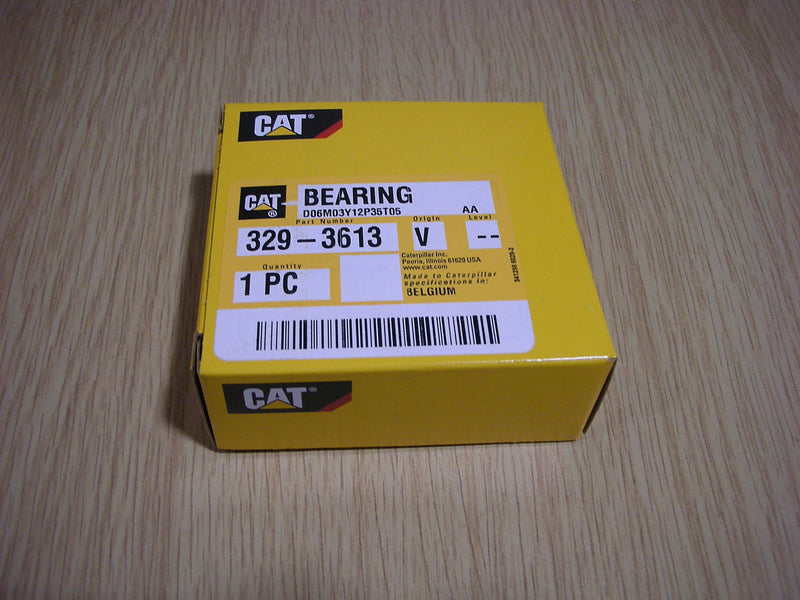 CAT®
CAT®
BEARING
D06M03Y12P35T05 AA
Part Number Origin Level
329-3613 V --
Quantity
1 PC
Caterpillar Inc.
Peoria, Illinois 61629 USA
www.cat.com
Made to Caterpillar
specifications in:
BELGIUM
CAT®